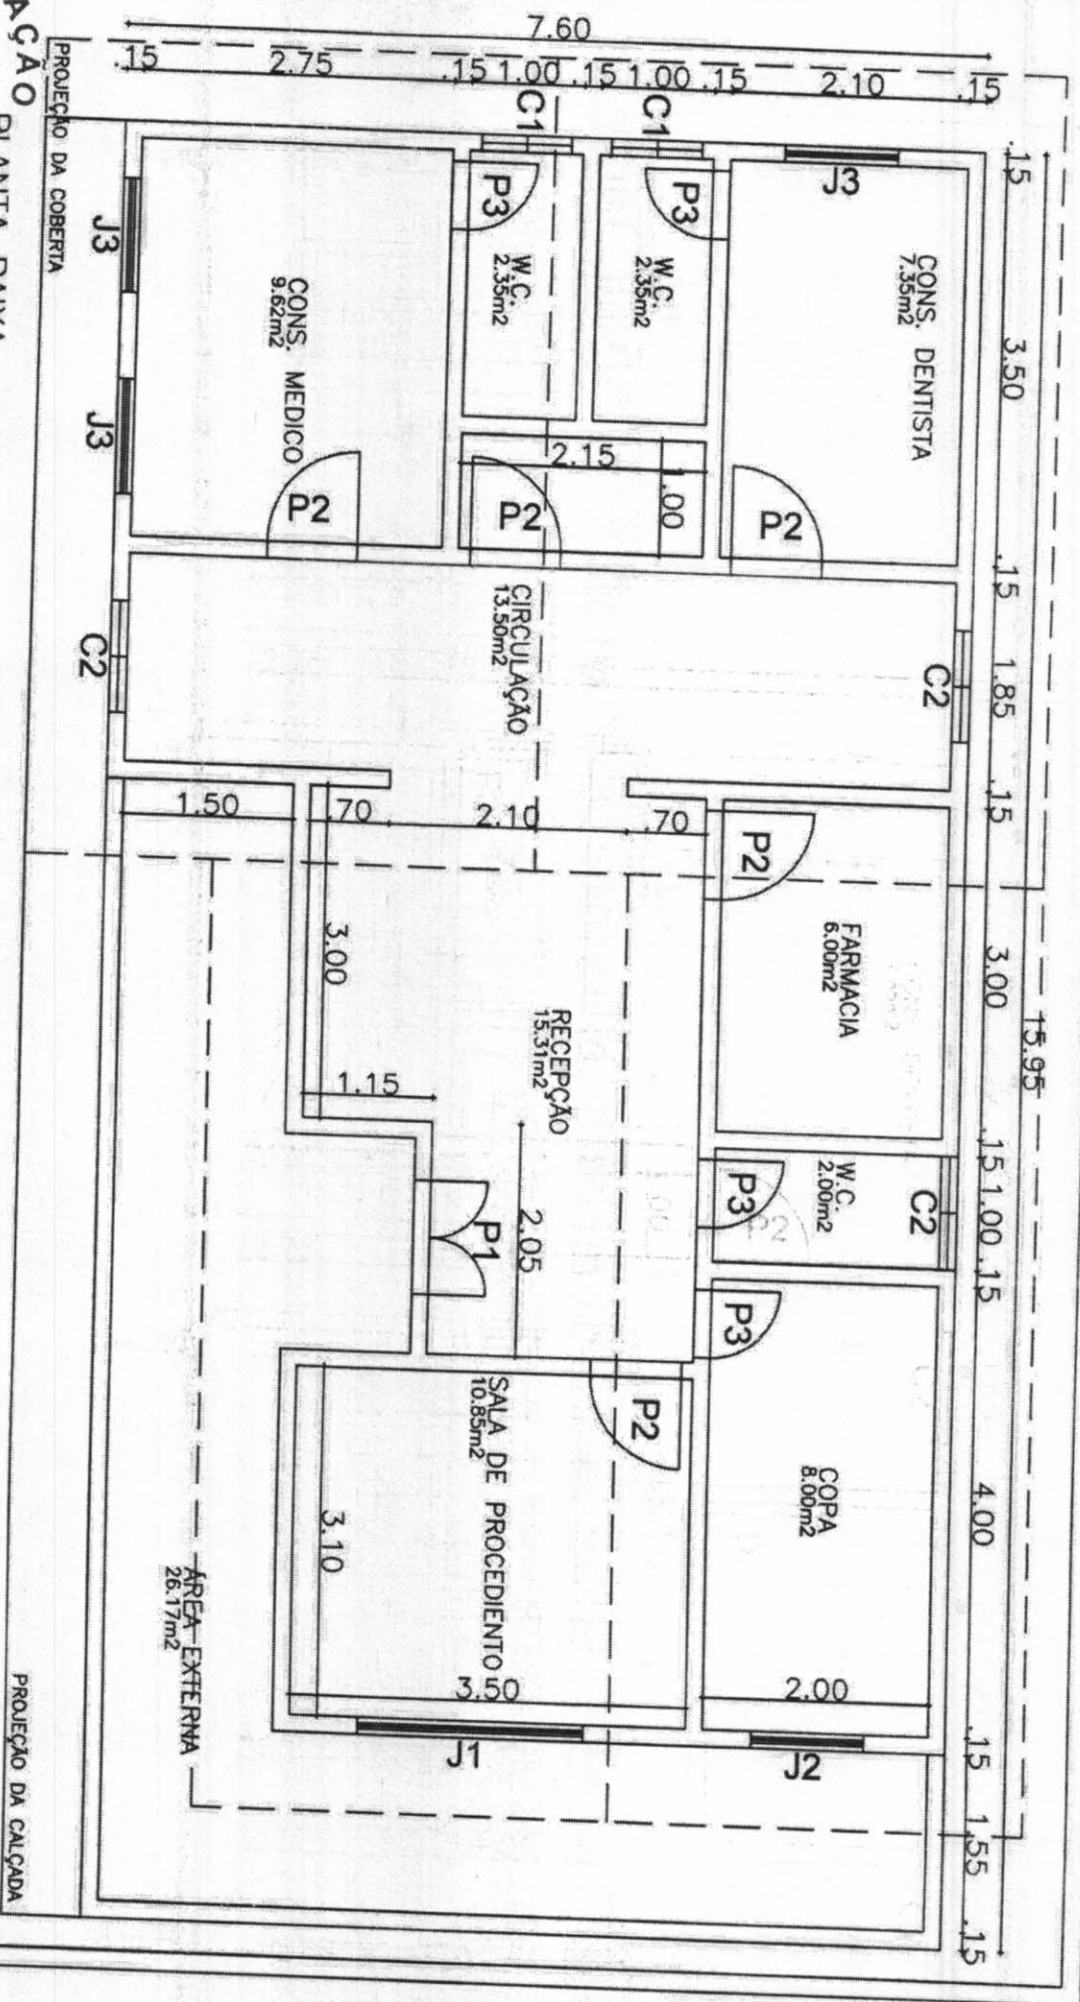 7.60
.15 2.75 .15 1.00 .15 1.00 .15 2.10 .15
AÇÃO
PROJEÇÃO DA COBERTA
C1
C1
J3
J3
J3
P3
P3
W.C.
2.35m2
W.C.
2.35m2
CONS. DENTISTA
7.35m2
CONS. MEDICO
9.62m2
P2
P2
P2
2.15
1.00
.15
3.50
.15
1.85
.15
3.00
.15
1.00
.15
4.00
.15
1.55
.15
15.95
CIRCULAÇÃO
13.50m2
C2
C2
1.50
.70
2.10
.70
P2
FARMACIA
6.00m2
3.00
RECEPÇÃO
15.31m2
1.15
2.05
P1
W.C.
2.00m2
C2
P3
P2
P3
COPA
8.00m2
P2
SALA DE PROCEDIENTO
10.85m2
3.10
3.50
2.00
J1
J2
ÁREA EXTERNA
26.17m2
PROJEÇÃO DA CALÇADA